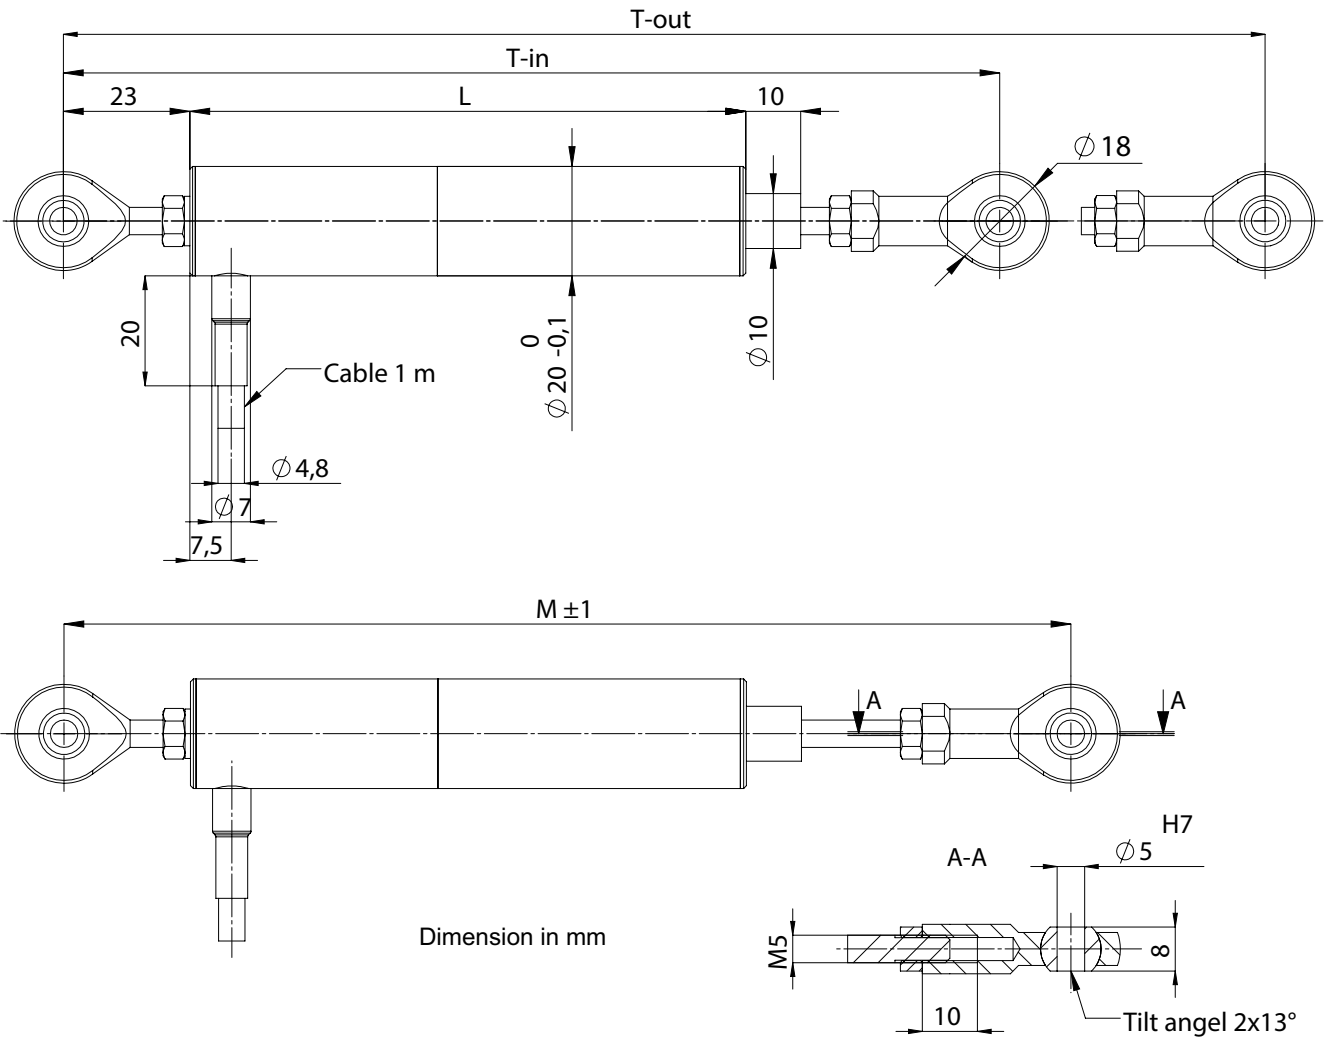 T-out
T-in
23
L
10
∅ 18
20
Cable 1 m
0
∅ 20 -0,1
∅ 10
∅ 4,8
∅ 7
7,5
M ±1
A
A
H7
A-A
∅ 5
Dimension in mm
M5
8
10
Tilt angel 2x13°